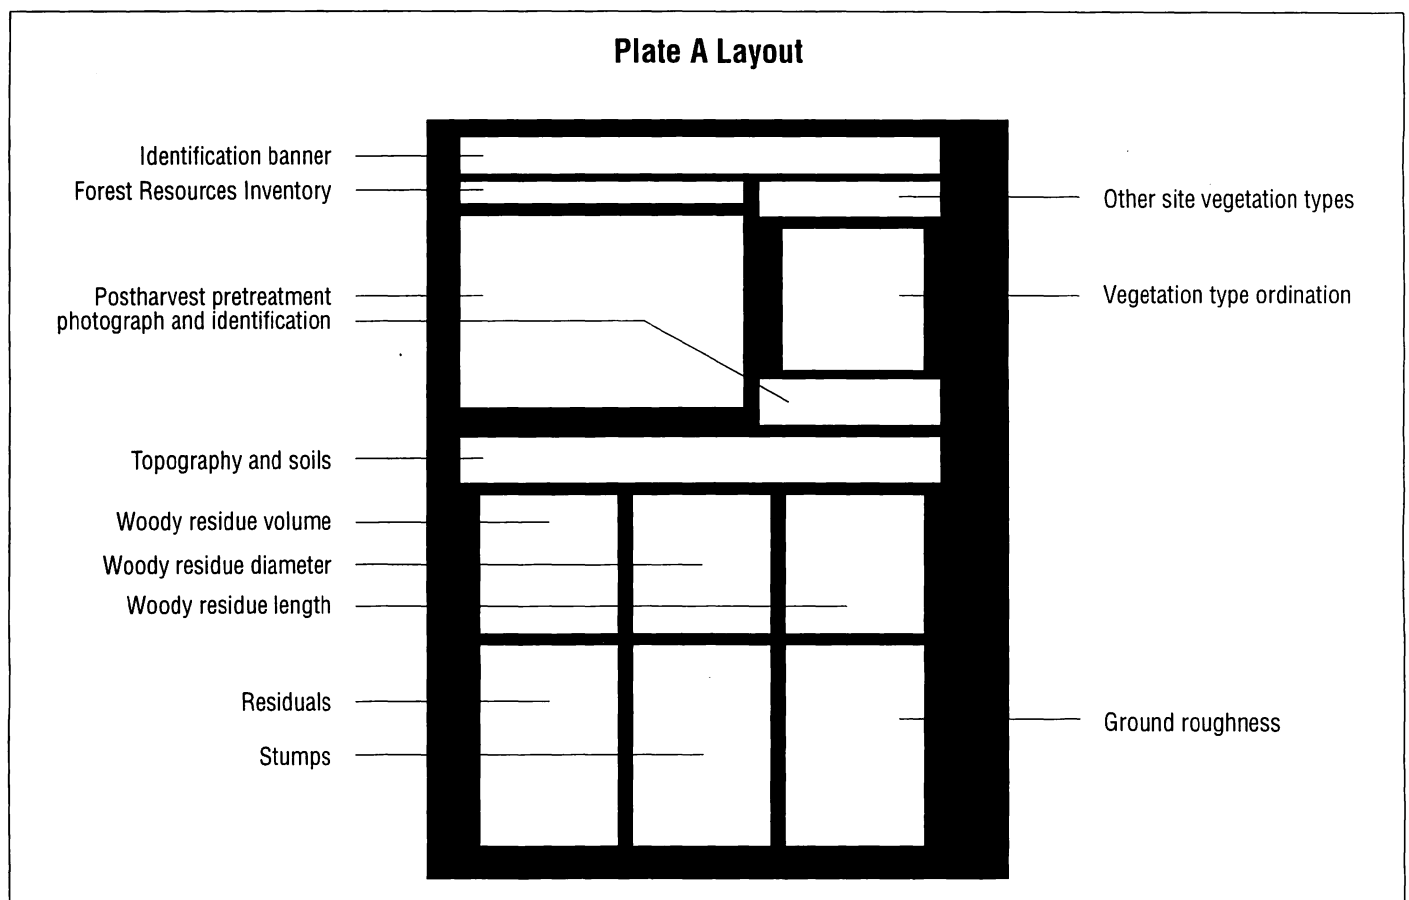 Plate A Layout
Identification banner
Forest Resources Inventory
Other site vegetation types
Postharvest pretreatment
photograph and identification
Vegetation type ordination
Topography and soils
Woody residue volume
Woody residue diameter
Woody residue length
Residuals
Stumps
Ground roughness